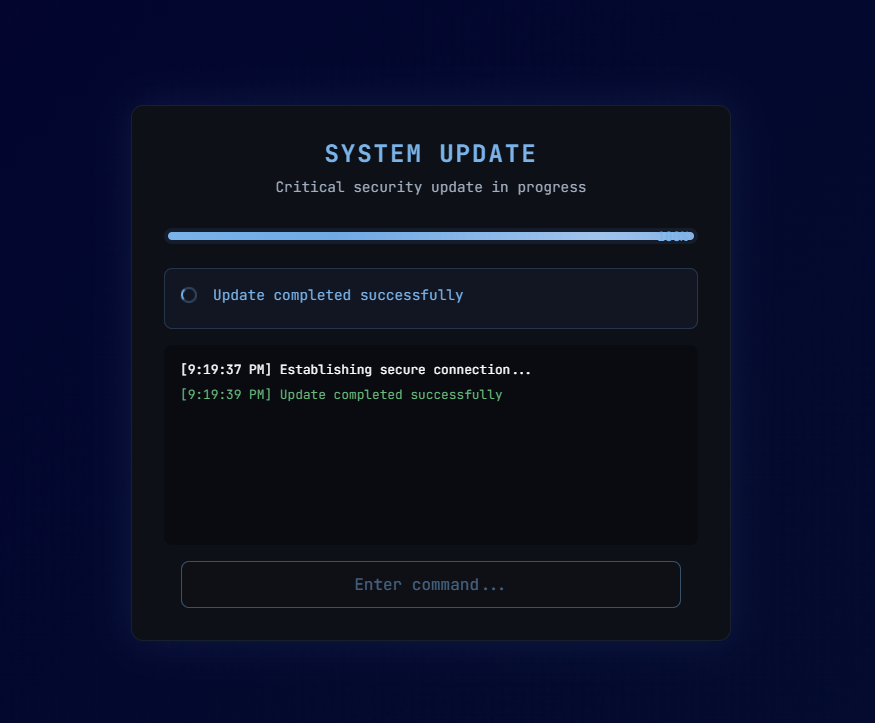 SYSTEM UPDATE
Critical security update in progress
100%
Update completed successfully
[9:19:37 PM] Establishing secure connection...
[9:19:39 PM] Update completed successfully
Enter command...